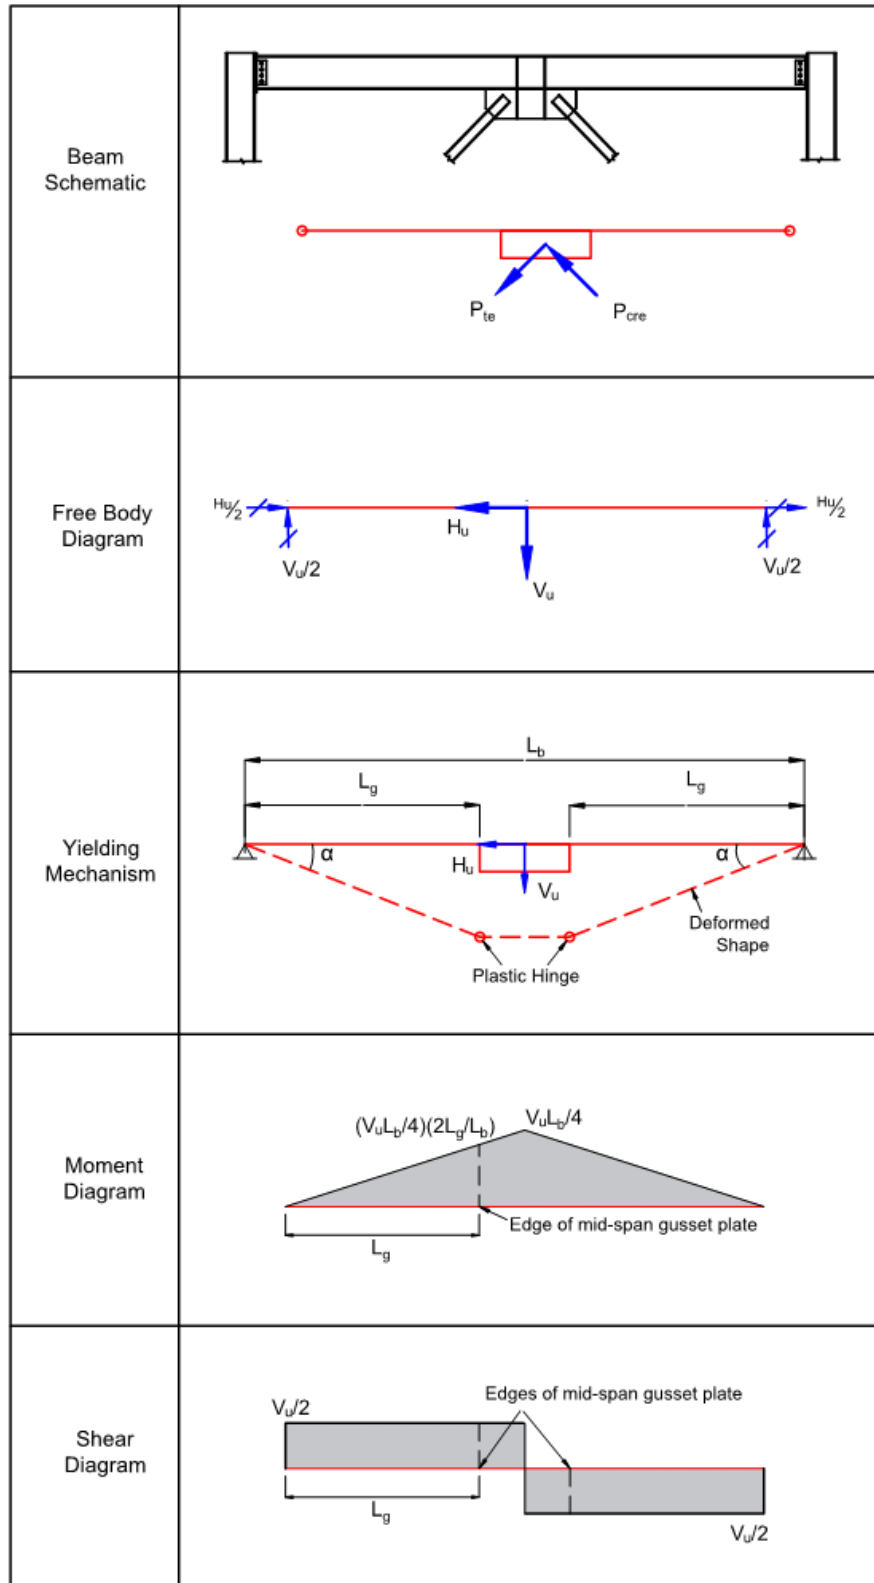 Beam
Schematic
Pte
Pcre
Free Body
Diagram
Hu/2
Hu
Hu/2
Vu/2
Vu
Vu/2
Yielding
Mechanism
Lb
Lg
Lg
α
Hu
Vu
α
Deformed
Shape
Plastic Hinge
Moment
Diagram
(VuLb/4)(2Lg/Lb)
VuLb/4
Edge of mid-span gusset plate
Lg
Shear
Diagram
Edges of mid-span gusset plate
Vu/2
Lg
Vu/2